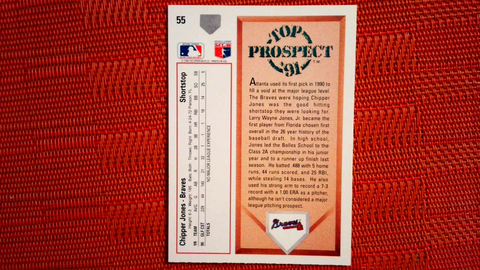 55
TOP
PROSPECT
'91
Atlanta used its first pick in 1990 to
fill a void at the major league level.
The Braves were hoping Chipper
Jones was the good hitting
shortstop they were looking for.
Larry Wayne Jones, Jr. became the
first player from Florida chosen first
overall in the 26 year history of the
baseball draft. In high school,
Jones led the Bolles School to the
Class 2A championship in his junior
year and to a runner up finish last
season. He batted .488 with 5 home
runs, 44 runs scored, and 25 RBI,
while stealing 14 bases. He also
used his strong arm to record a 7-3
record with a 1.00 ERA as a pitcher,
although he isn't considered a
major league pitching prospect.
Braves
Chipper Jones - Braves Shortstop
MAJOR LEAGUE EXPERIENCE
TOTALS